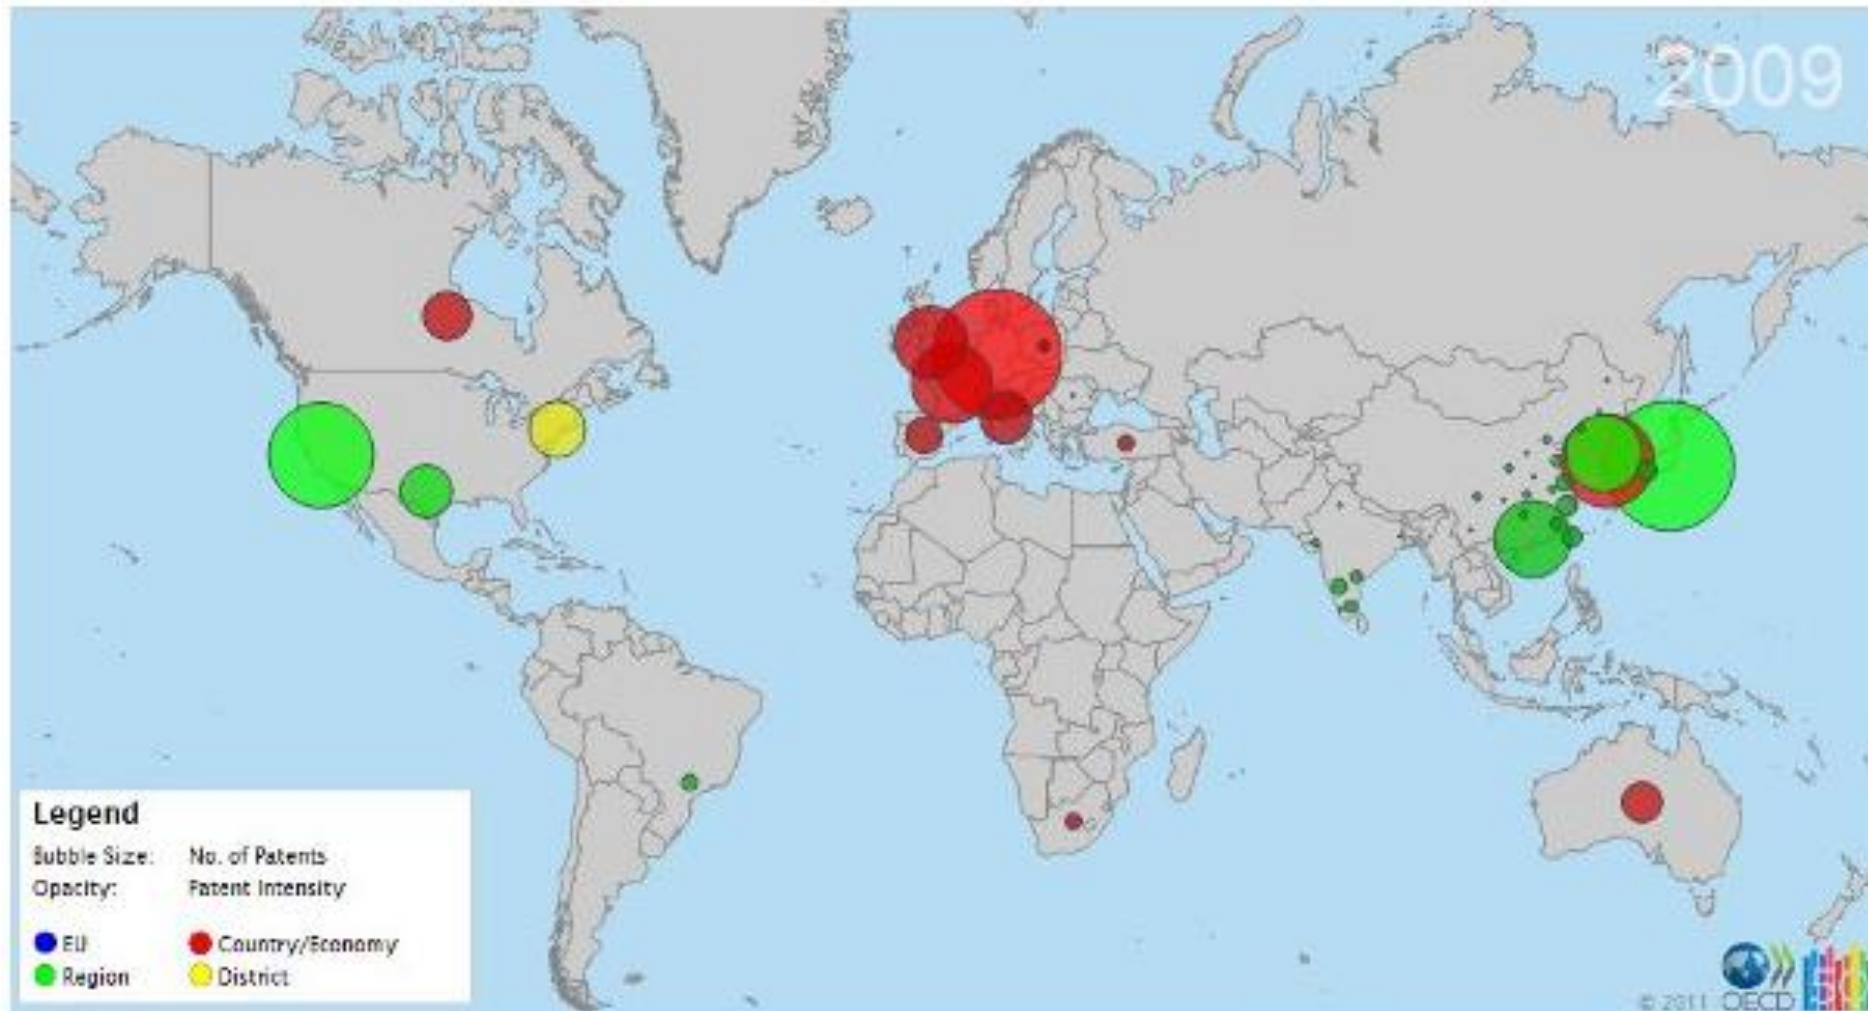 2009
Legend
Bubble Size: No. of Patents
Opacity: Patent Intensity
EU Country/Economy
Region District
© 2011 OECD